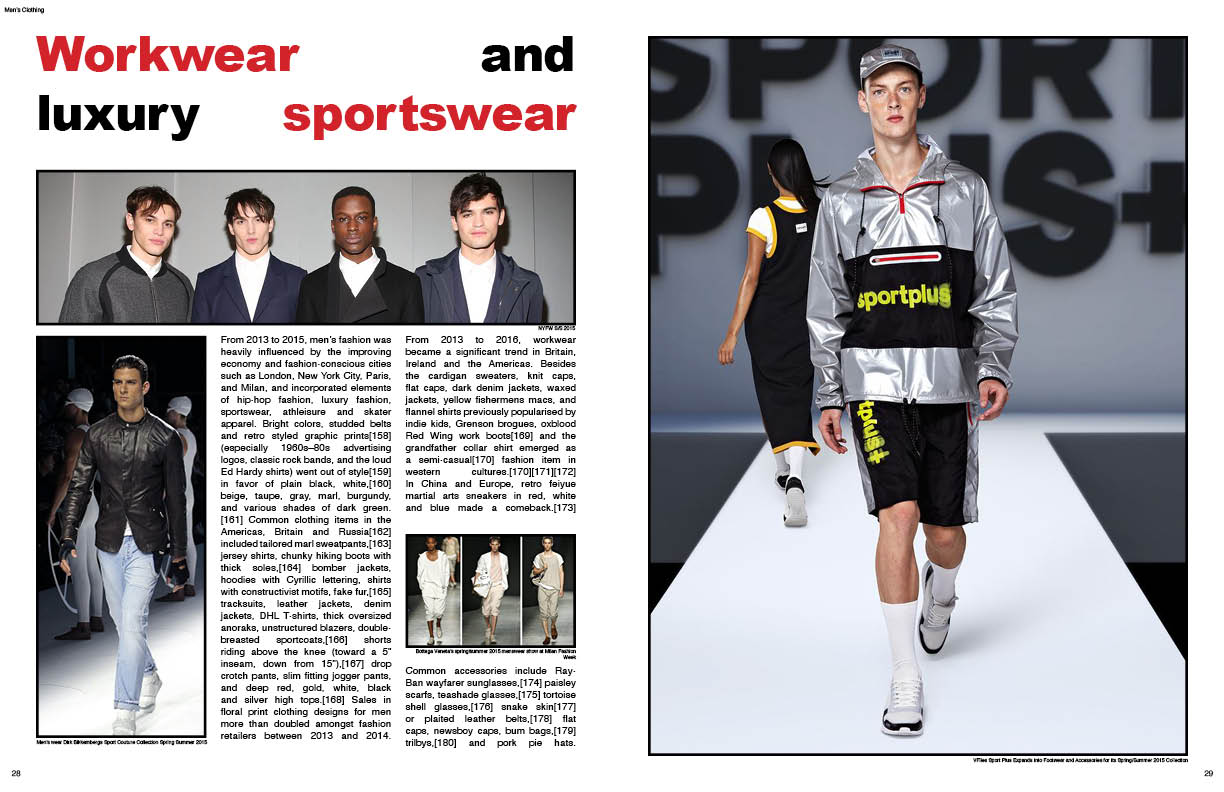 Men's Clothing
Workwear and
luxury sportswear
NYFW S/S 2015
From 2013 to 2015, men's fashion was
heavily influenced by the improving
economy and fashion-conscious cities
such as London, New York City, Paris,
and Milan, and incorporated elements
of hip-hop fashion, luxury fashion,
sportswear, athleisure and skater
apparel. Bright colors, studded belts
and retro styled graphic prints[158]
(especially 1960s–80s advertising
logos, classic rock bands, and the loud
Ed Hardy shirts) went out of style[159]
in favor of plain black, white,[160]
beige, taupe, gray, marl, burgundy,
and various shades of dark green.
[161] Common clothing items in the
Americas, Britain and Russia[162]
included tailored marl sweatpants,[163]
jersey shirts, chunky hiking boots with
thick soles,[164] bomber jackets,
hoodies with Cyrillic lettering, shirts
with constructivist motifs, fake fur,[165]
tracksuits, leather jackets, denim
jackets, DHL T-shirts, thick oversized
anoraks, unstructured blazers, double-
breasted sportcoats,[166] shorts
riding above the knee (toward a 5"
inseam, down from 15"),[167] drop
crotch pants, slim fitting jogger pants,
and deep red, gold, white, black
and silver high tops.[168] Sales in
floral print clothing designs for men
more than doubled amongst fashion
retailers between 2013 and 2014.
Men's wear Dirk Bikkembergs Sport Couture Collection Spring Summer 2015
From 2013 to 2016, workwear
became a significant trend in Britain,
Ireland and the Americas. Besides
the cardigan sweaters, knit caps,
flat caps, dark denim jackets, waxed
jackets, yellow fishermens macs, and
flannel shirts previously popularised by
indie kids, Grenson brogues, oxblood
Red Wing work boots[169] and the
grandfather collar shirt emerged as
a semi-casual[170] fashion item in
western cultures.[170][171][172]
In China and Europe, retro feiyue
martial arts sneakers in red, white
and blue made a comeback.[173]
Bottega Veneta's spring/summer 2015 menswear show at Milan Fashion
Week
Common accessories include Ray-
Ban wayfarer sunglasses,[174] paisley
scarfs, teashade glasses,[175] tortoise
shell glasses,[176] snake skin[177]
or plaited leather belts,[178] flat
caps, newsboy caps, bum bags,[179]
trilbys,[180] and pork pie hats.
28
SPORT
PLUS+
sportplus
tplus+
VFiles Sport Plus Expands into Footwear and Accessories for its Spring/Summer 2015 Collection
29